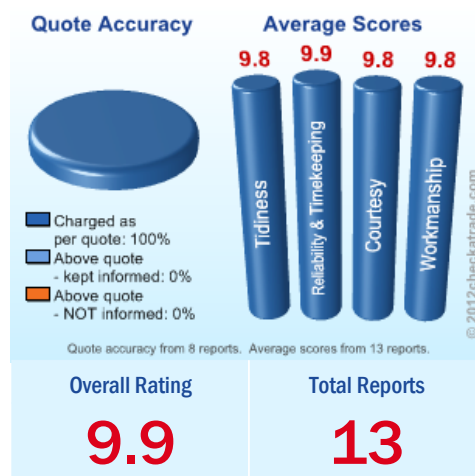 Quote Accuracy
Charged as
per quote: 100%
Above quote
- kept informed: 0%
Above quote
- NOT informed: 0%
Average Scores
9.8
9.9
9.8
9.8
Tidiness
Reliability & Timekeeping
Courtesy
Workmanship
© 2012checkatrade.com
Quote accuracy from 8 reports. Average scores from 13 reports.
Overall Rating
9.9
Total Reports
13